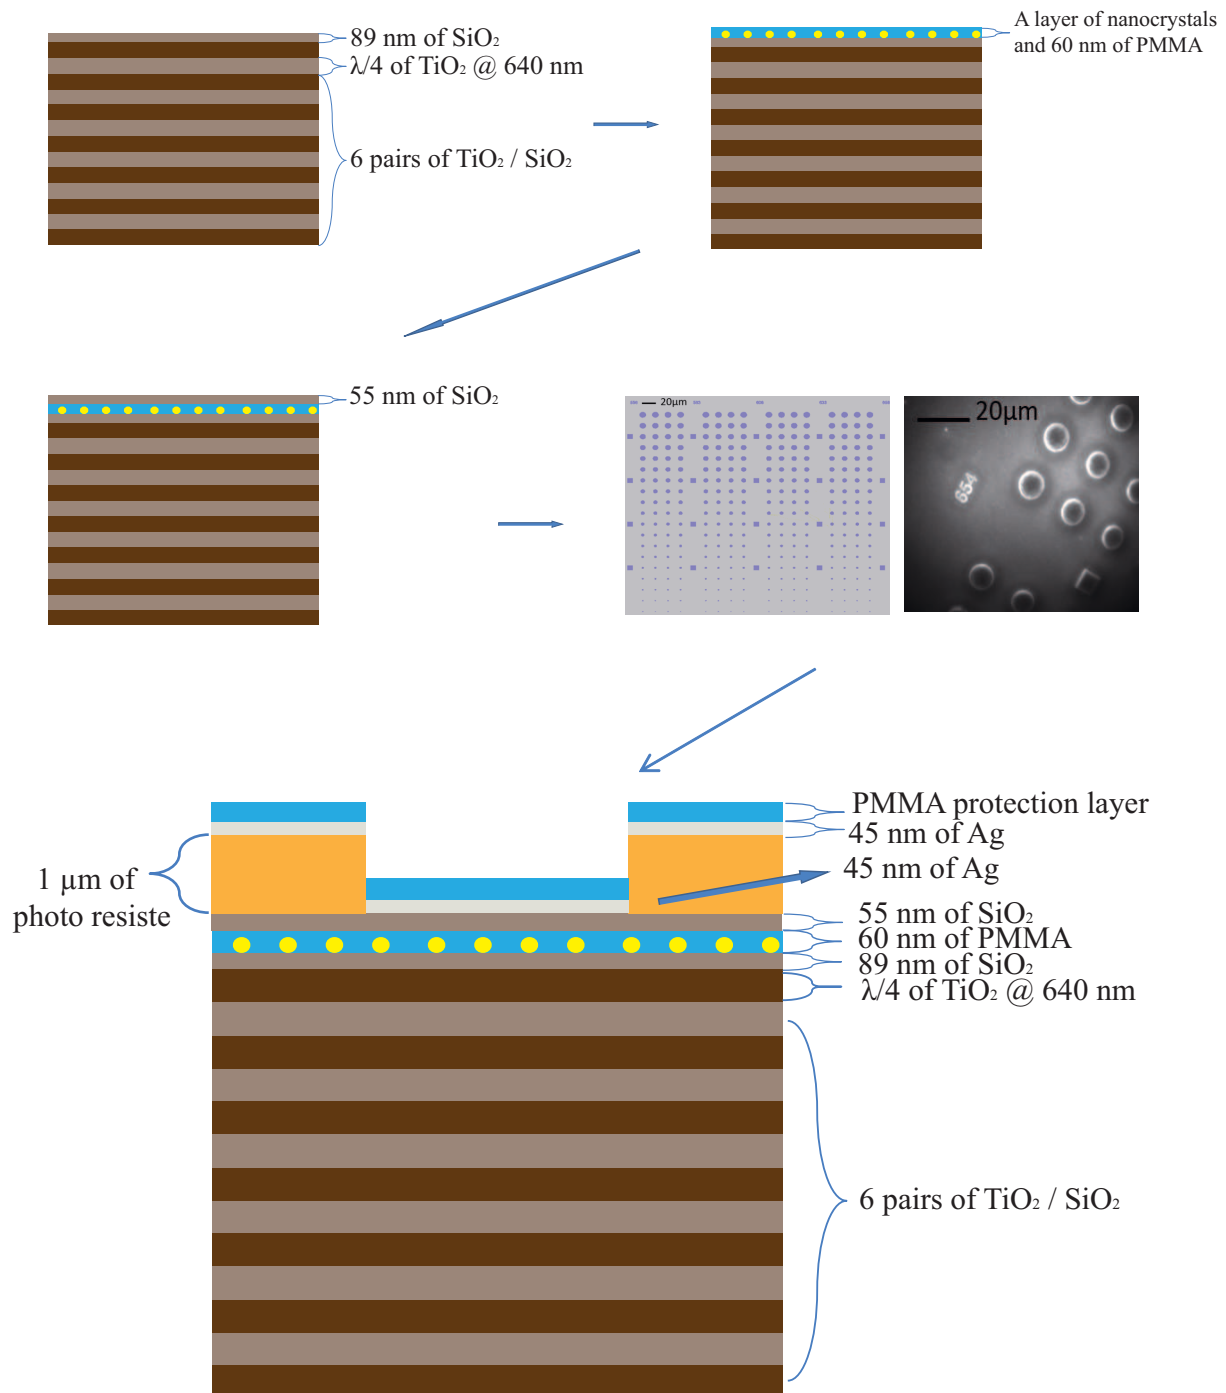 89 nm of SiO₂
λ/4 of TiO₂ @ 640 nm
6 pairs of TiO₂ / SiO₂
A layer of nanocrystals
and 60 nm of PMMA
55 nm of SiO₂
20μm
20μm
654
PMMA protection layer
45 nm of Ag
45 nm of Ag
1 μm of
photo resiste
55 nm of SiO₂
60 nm of PMMA
89 nm of SiO₂
λ/4 of TiO₂ @ 640 nm
6 pairs of TiO₂ / SiO₂